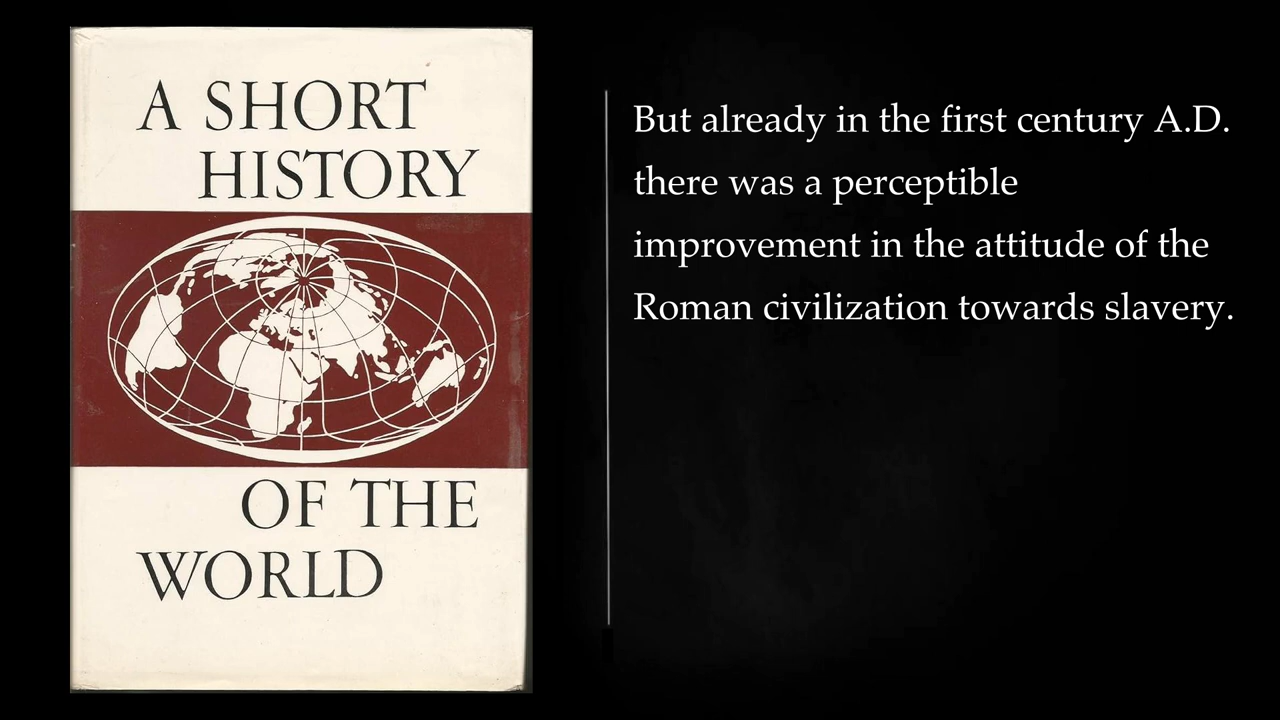 A SHORT
HISTORY
OF THE
WORLD
But already in the first century A.D.
there was a perceptible
improvement in the attitude of the
Roman civilization towards slavery.